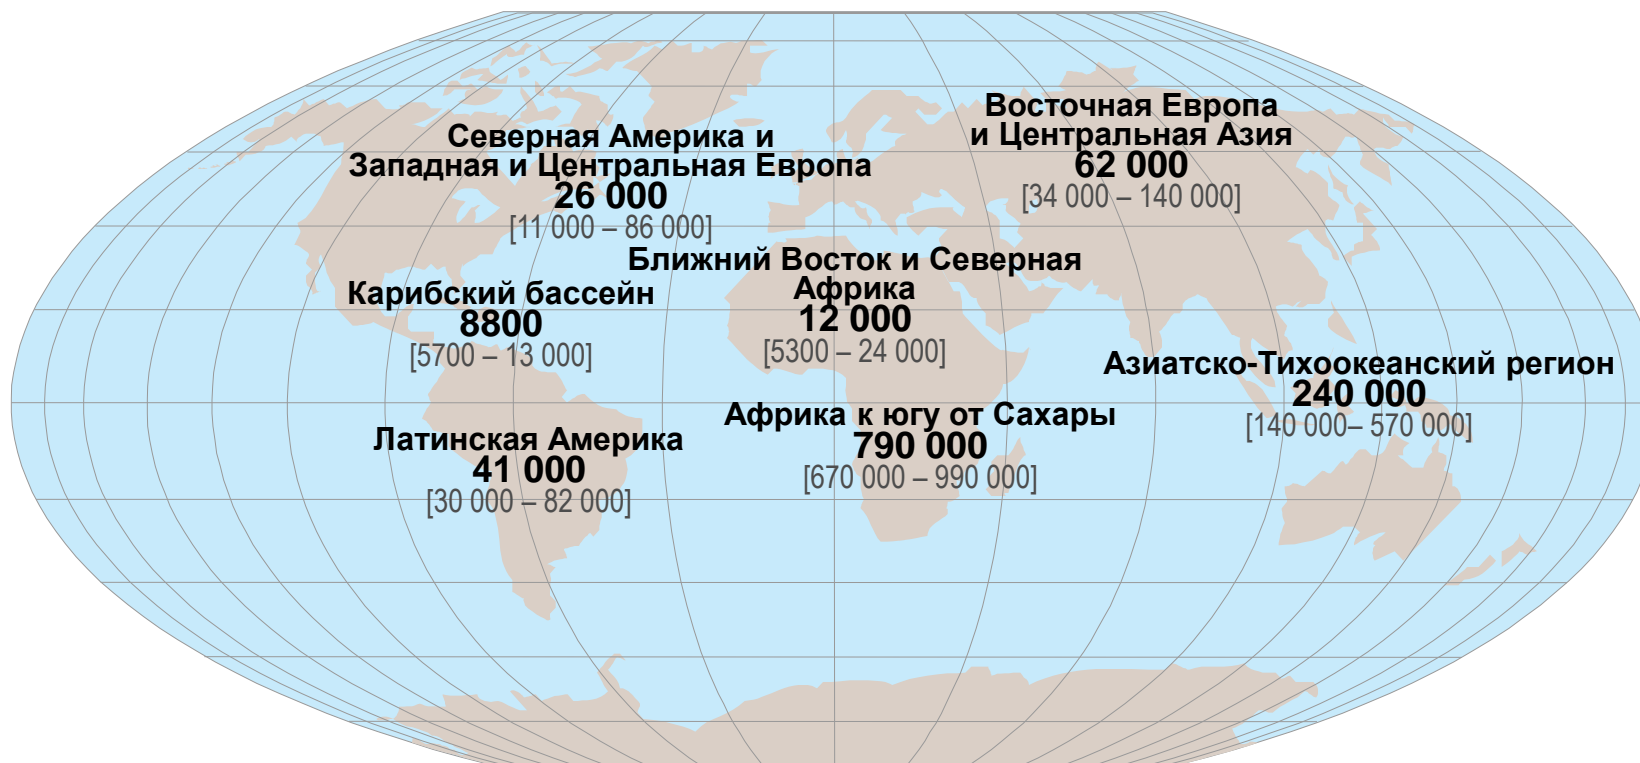 Северная Америка и
Западная и Центральная Европа
26 000
[11 000 – 86 000]
Восточная Европа
и Центральная Азия
62 000
[34 000 – 140 000]
Ближний Восток и Северная
Африка
12 000
[5300 – 24 000]
Карибский бассейн
8800
[5700 – 13 000]
Азиатско-Тихоокеанский регион
240 000
[140 000– 570 000]
Африка к югу от Сахары
790 000
[670 000 – 990 000]
Латинская Америка
41 000
[30 000 – 82 000]